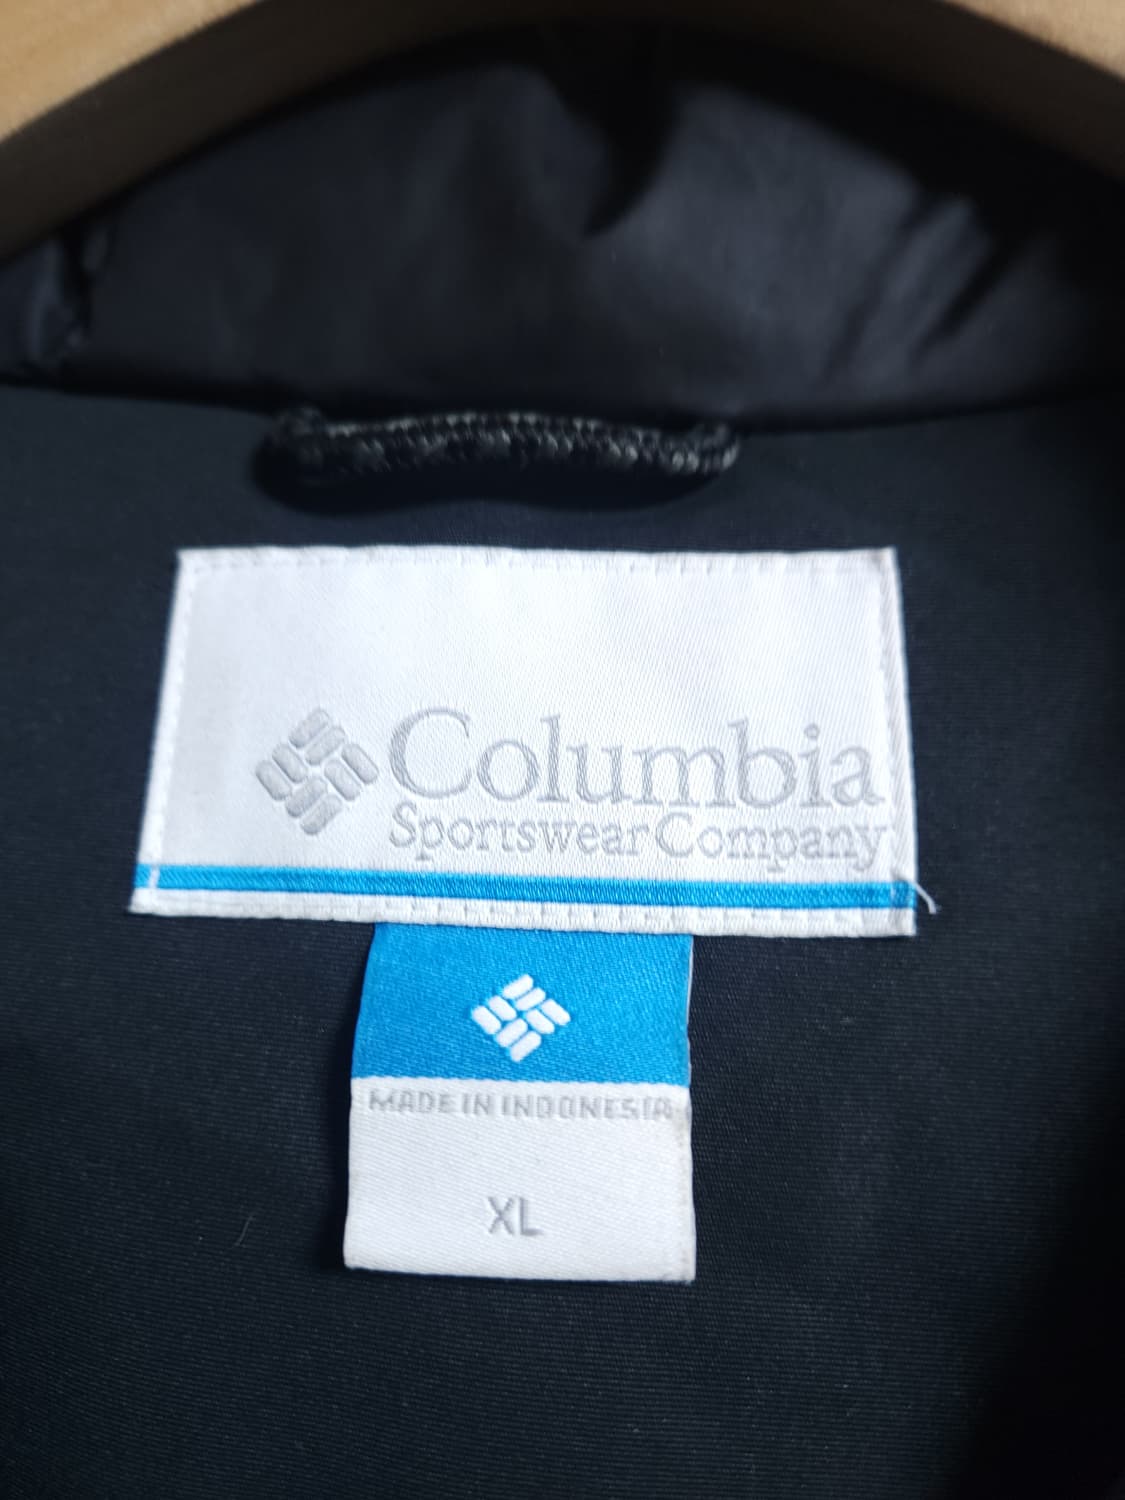 Columbia
Sportswear Company
MADE IN INDONESIA
XL